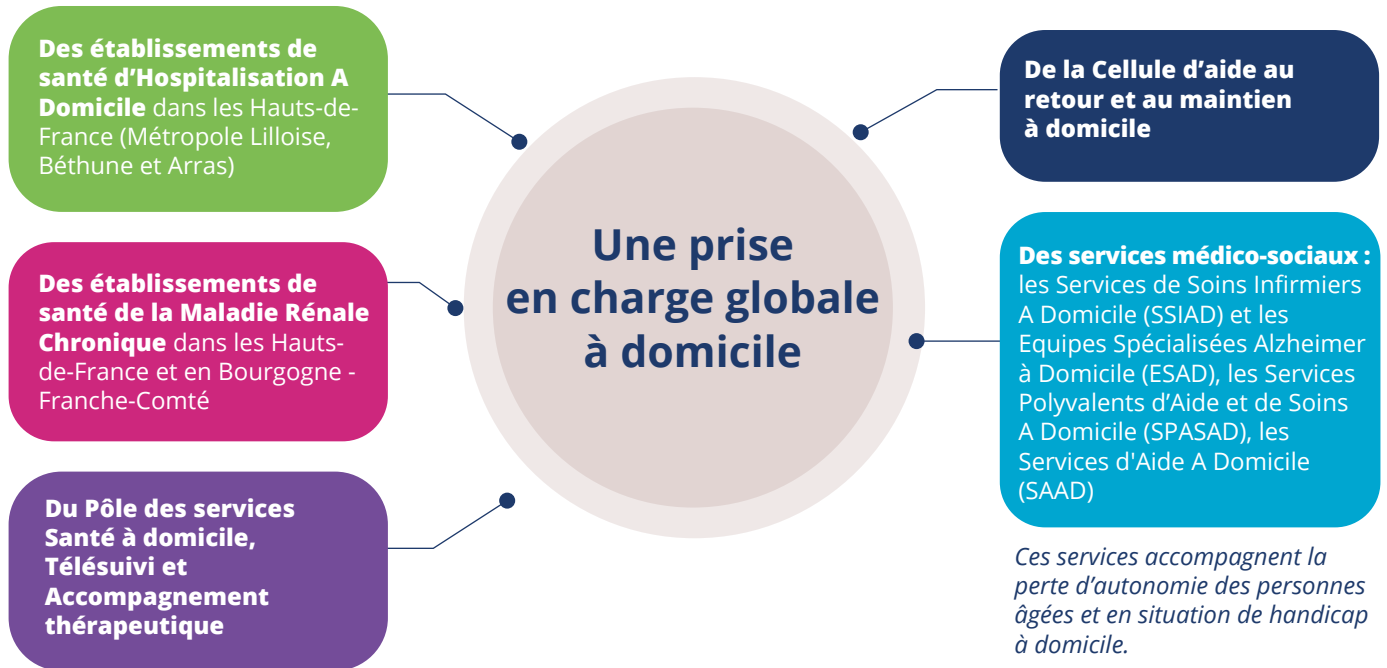 Des établissements de
santé d’Hospitalisation A
Domicile dans les Hauts-de-
France (Métropole Lilloise,
Béthune et Arras)
Des établissements de
santé de la Maladie Rénale
Chronique dans les Hauts-
de-France et en Bourgogne -
Franche-Comté
Du Pôle des services
Santé à domicile,
Télésuivi et
Accompagnement
thérapeutique
Une prise
en charge globale
à domicile
De la Cellule d’aide au
retour et au maintien
à domicile
Des services médico-sociaux :
les Services de Soins Infirmiers
A Domicile (SSIAD) et les
Equipes Spécialisées Alzheimer
à Domicile (ESAD), les Services
Polyvalents d’Aide et de Soins
A Domicile (SPASAD), les
Services d'Aide A Domicile
(SAAD)
Ces services accompagnent la
perte d’autonomie des personnes
âgées et en situation de handicap
à domicile.